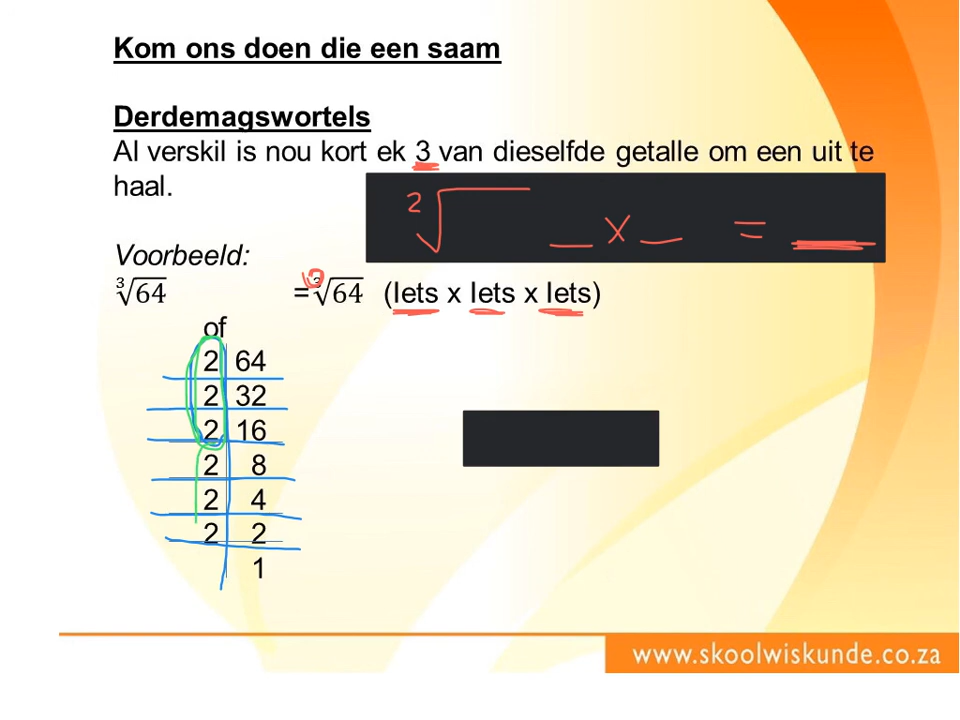 Kom ons doen die een saam
Derdemagswortels
Al verskil is nou kort ek 3 van dieselfde getalle om een uit te
haal.
2√ _ x _ = _
Voorbeeld:
∛64 = ∛64 (Iets x Iets x Iets)
of
2 64
2 32
2 16
2 8
2 4
2 2
1
www.skoolwiskunde.co.za